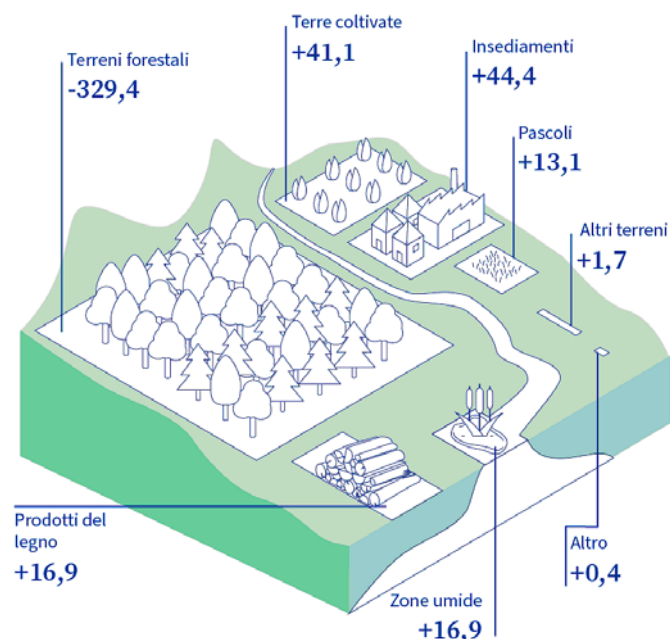 Terreni forestali
-329,4
Terre coltivate
+41,1
Insediamenti
+44,4
Pascoli
+13,1
Altri terreni
+1,7
Prodotti del
legno
+16,9
Zone umide
+16,9
Altro
+0,4